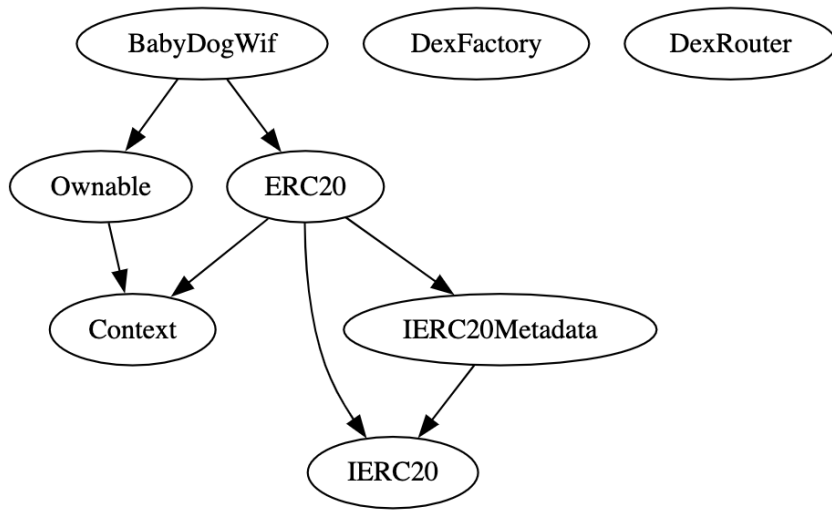 BabyDogWif
DexFactory
DexRouter
Ownable
ERC20
Context
IERC20Metadata
IERC20